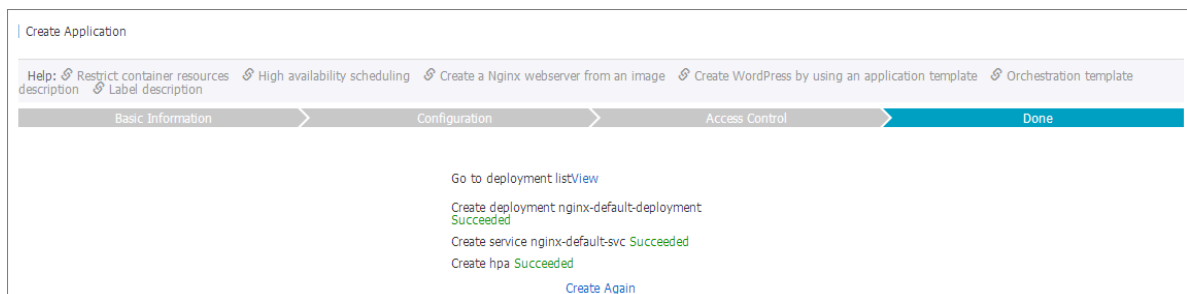 Create Application
Help: Restrict container resources High availability scheduling Create a Nginx webserver from an image Create WordPress by using an application template Orchestration template
description Label description
Basic Information Configuration Access Control Done
Go to deployment listView
Create deployment nginx-default-deployment
Succeeded
Create service nginx-default-svc Succeeded
Create hpa Succeeded
Create Again